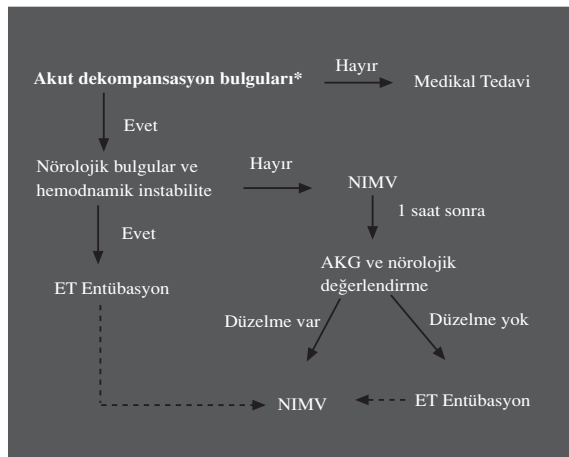 Akut dekompansasyon bulguları*
Hayır
Medikal Tedavi
Evet
Nörolojik bulgular ve
hemodnamik instabilite
Hayır
NIMV
1 saat sonra
Evet
AKG ve nörolojik
değerlendirme
ET Entübasyon
Düzelme var
Düzelme yok
NIMV
ET Entübasyon